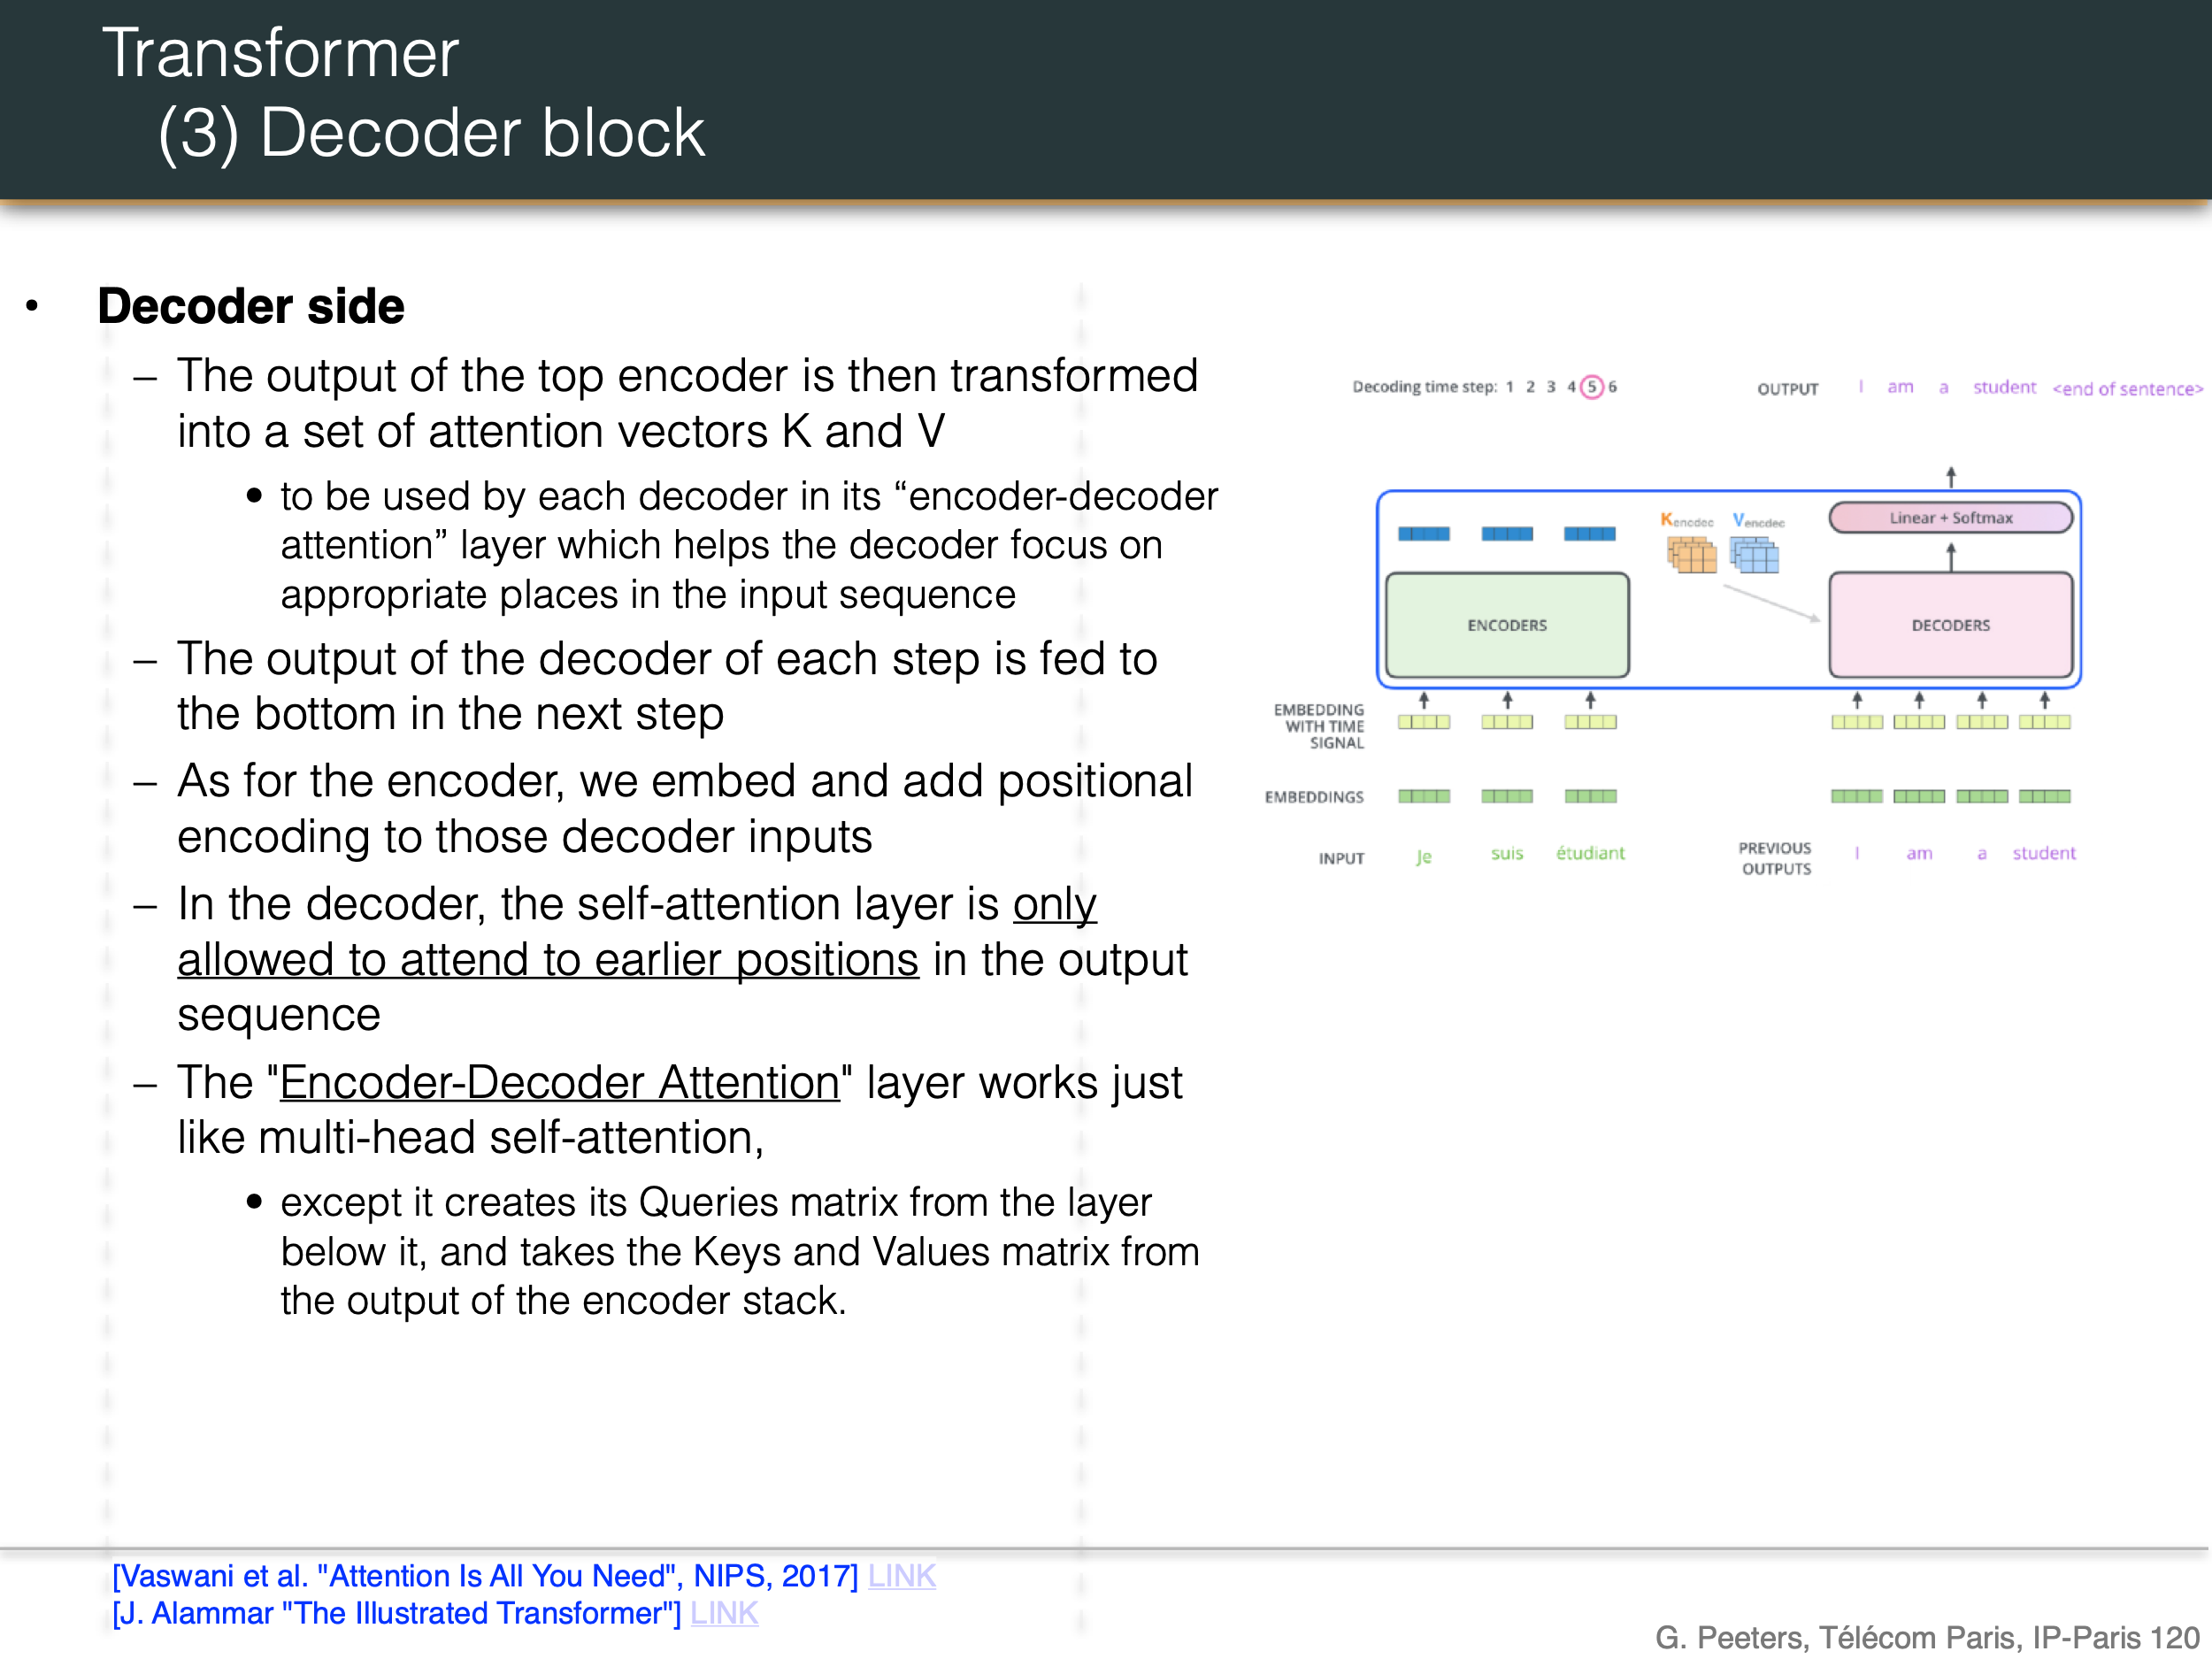 Transformer
(3) Decoder block
• Decoder side
– The output of the top encoder is then transformed
into a set of attention vectors K and V
• to be used by each decoder in its “encoder-decoder
attention” layer which helps the decoder focus on
appropriate places in the input sequence
– The output of the decoder of each step is fed to
the bottom in the next step
– As for the encoder, we embed and add positional
encoding to those decoder inputs
– In the decoder, the self-attention layer is only
allowed to attend to earlier positions in the output
sequence
– The "Encoder-Decoder Attention" layer works just
like multi-head self-attention,
• except it creates its Queries matrix from the layer
below it, and takes the Keys and Values matrix from
the output of the encoder stack.
Decoding time step: 1 2 3 4 5 6
OUTPUT I am a student <end of sentence>
Kencdec Vencdec
Linear + Softmax
ENCODERS
DECODERS
EMBEDDING
WITH TIME
SIGNAL
EMBEDDINGS
INPUT Je suis étudiant
PREVIOUS
OUTPUTS
I am a student
[Vaswani et al. "Attention Is All You Need", NIPS, 2017] LINK
[J. Alammar "The Illustrated Transformer"] LINK
G. Peeters, Télécom Paris, IP-Paris 120